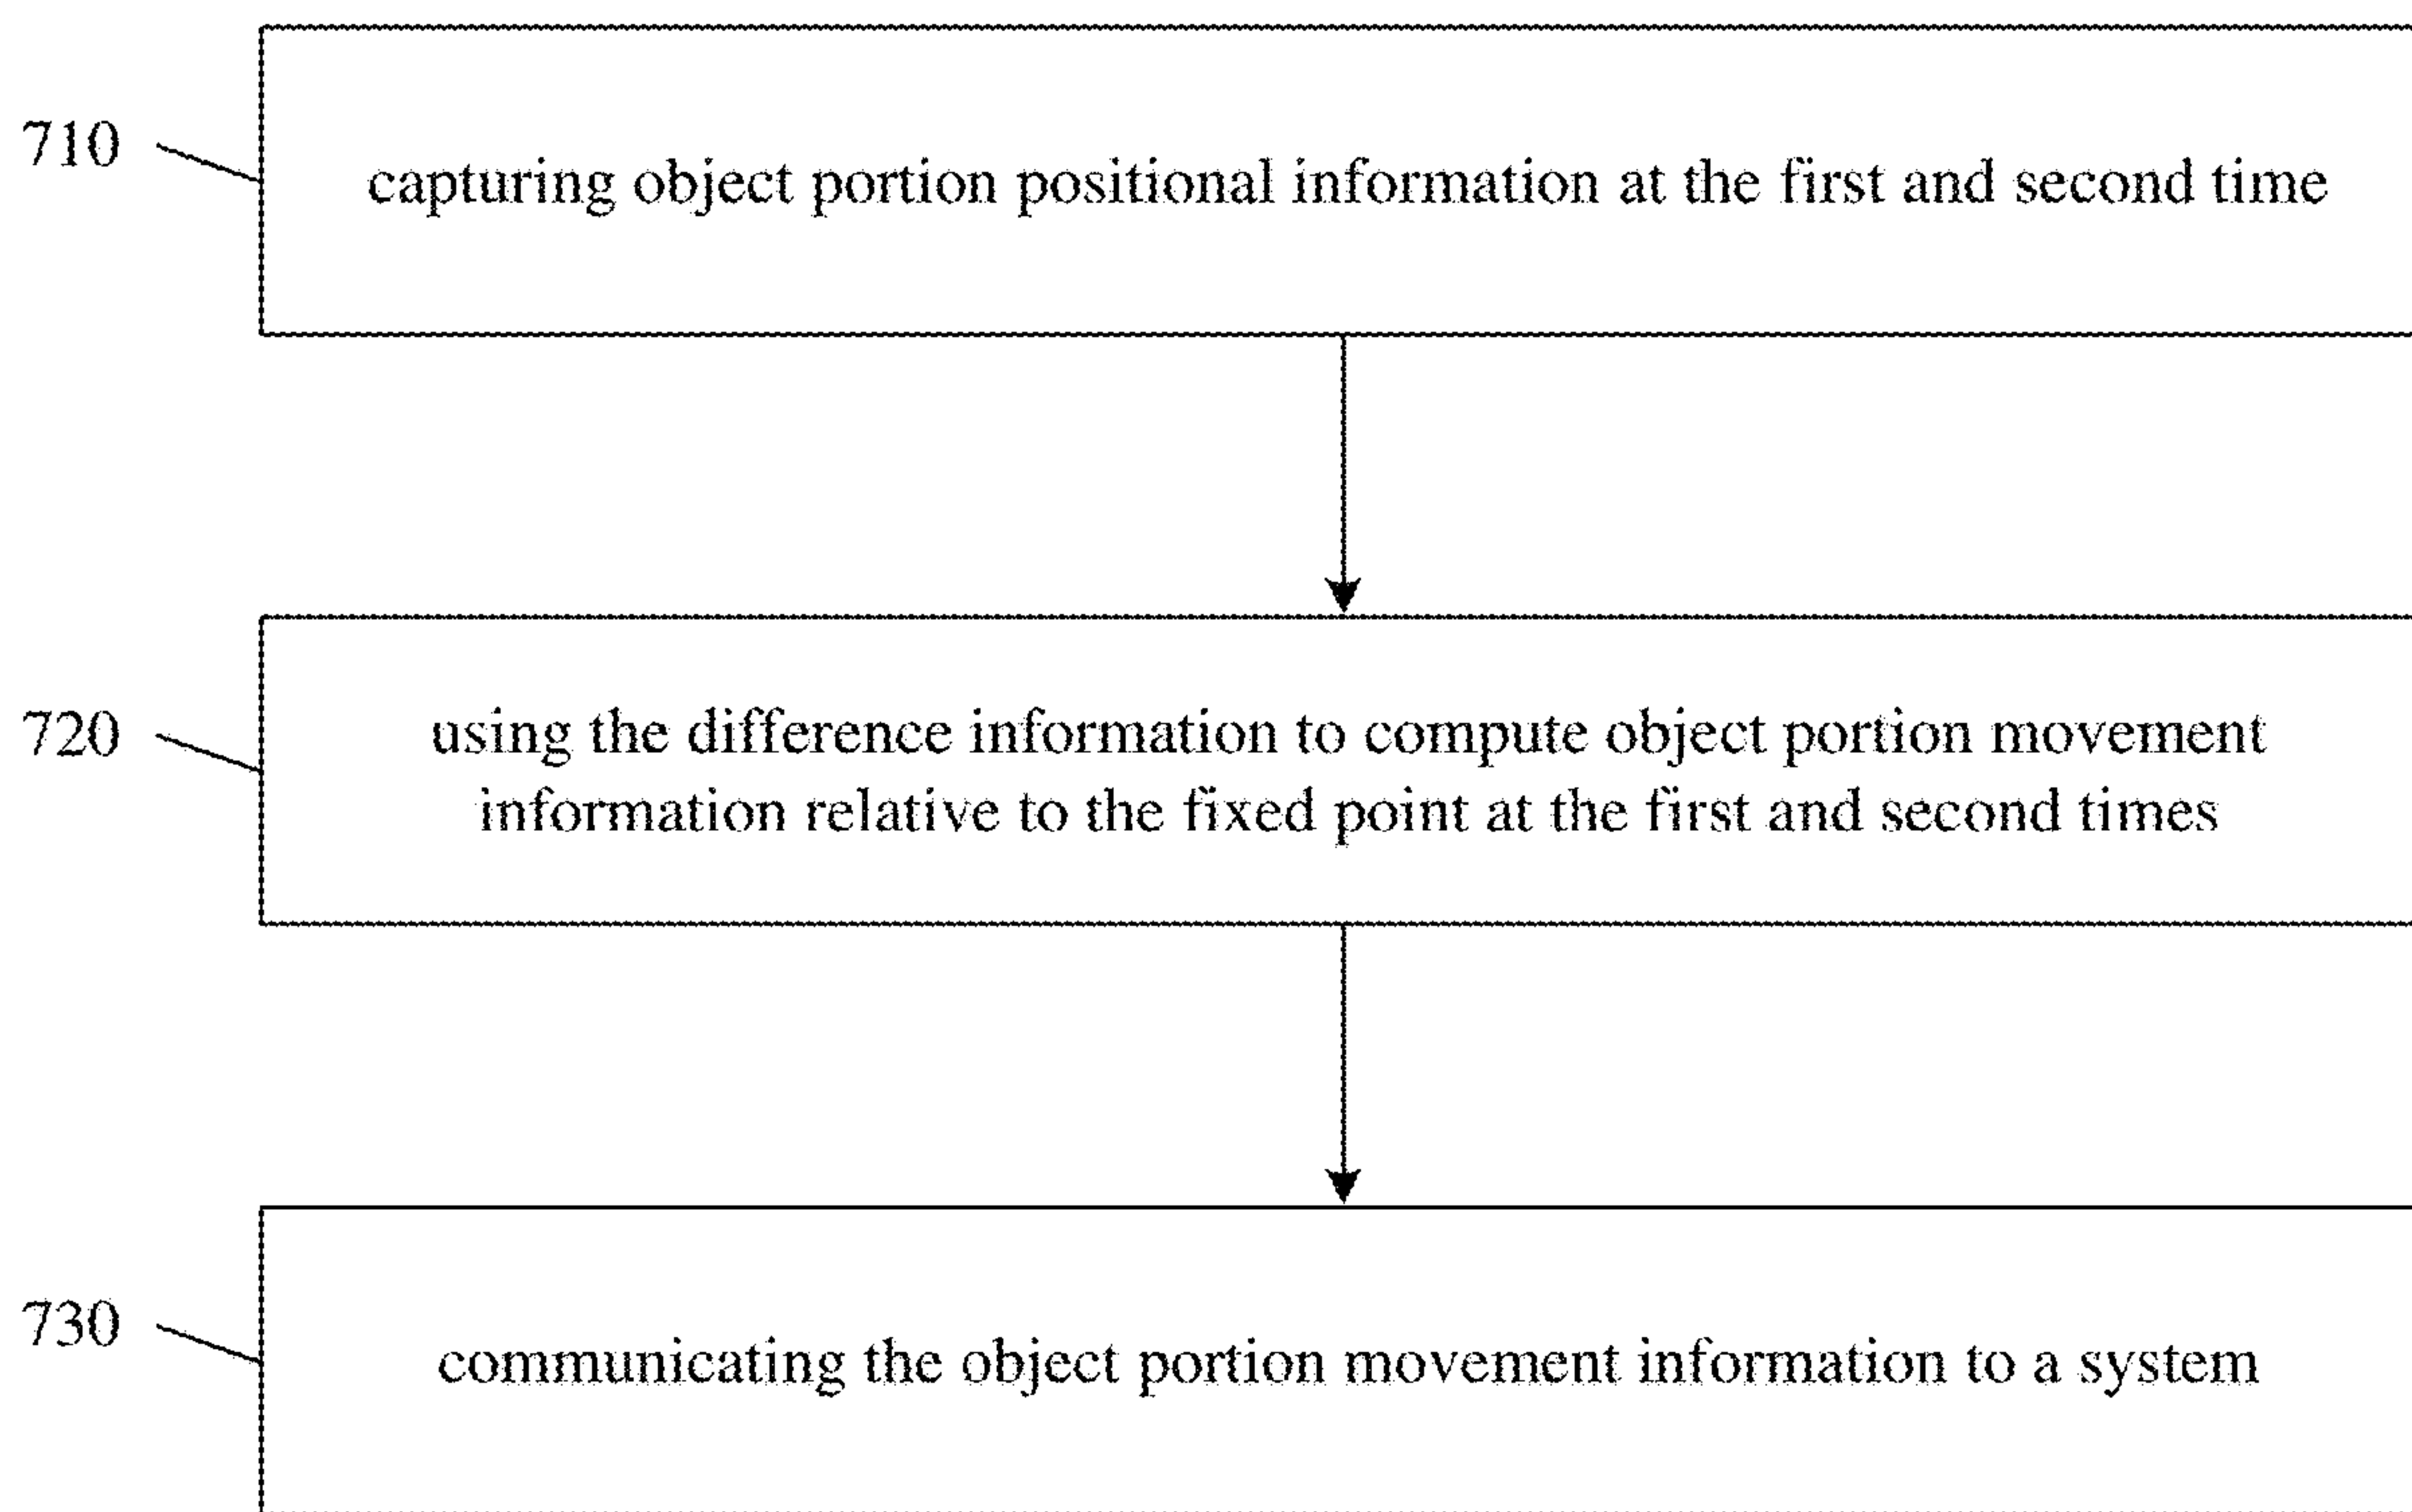 710
capturing object portion positional information at the first and second time
720
using the difference information to compute object portion movement
information relative to the fixed point at the first and second times
730
communicating the object portion movement information to a system